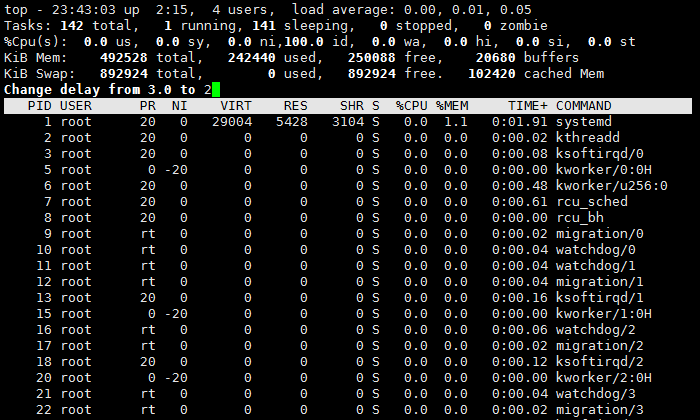 top - 23:43:03 up  2:15,  4 users,  load average: 0.00, 0.01, 0.05
Tasks: 142 total,   1 running, 141 sleeping,   0 stopped,   0 zombie
%Cpu(s):  0.0 us,  0.0 sy,  0.0 ni,100.0 id,  0.0 wa,  0.0 hi,  0.0 si,  0.0 st
KiB Mem:    492528 total,   242440 used,   250088 free,    20680 buffers
KiB Swap:   892924 total,        0 used,   892924 free.   102420 cached Mem
Change delay from 3.0 to 2
PID USER      PR  NI    VIRT    RES    SHR S  %CPU %MEM     TIME+ COMMAND
1 root      20   0   29004   5428   3104 S   0.0  1.1   0:01.91 systemd
2 root      20   0       0      0      0 S   0.0  0.0   0:00.02 kthreadd
3 root      20   0       0      0      0 S   0.0  0.0   0:00.08 ksoftirqd/0
5 root       0 -20       0      0      0 S   0.0  0.0   0:00.00 kworker/0:0H
6 root      20   0       0      0      0 S   0.0  0.0   0:00.48 kworker/u256:0
7 root      20   0       0      0      0 S   0.0  0.0   0:00.61 rcu_sched
8 root      20   0       0      0      0 S   0.0  0.0   0:00.00 rcu_bh
9 root      rt   0       0      0      0 S   0.0  0.0   0:00.02 migration/0
10 root      rt   0       0      0      0 S   0.0  0.0   0:00.04 watchdog/0
11 root      rt   0       0      0      0 S   0.0  0.0   0:00.04 watchdog/1
12 root      rt   0       0      0      0 S   0.0  0.0   0:00.04 migration/1
13 root      20   0       0      0      0 S   0.0  0.0   0:00.16 ksoftirqd/1
15 root       0 -20       0      0      0 S   0.0  0.0   0:00.00 kworker/1:0H
16 root      rt   0       0      0      0 S   0.0  0.0   0:00.06 watchdog/2
17 root      rt   0       0      0      0 S   0.0  0.0   0:00.02 migration/2
18 root      20   0       0      0      0 S   0.0  0.0   0:00.12 ksoftirqd/2
20 root       0 -20       0      0      0 S   0.0  0.0   0:00.00 kworker/2:0H
21 root      rt   0       0      0      0 S   0.0  0.0   0:00.04 watchdog/3
22 root      rt   0       0      0      0 S   0.0  0.0   0:00.02 migration/3